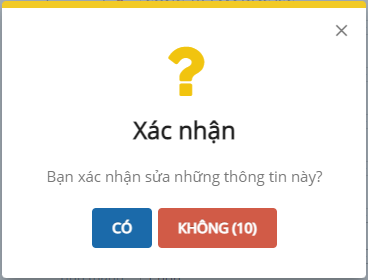 Xác nhận
Bạn xác nhận sửa những thông tin này?
CÓ
KHÔNG (10)